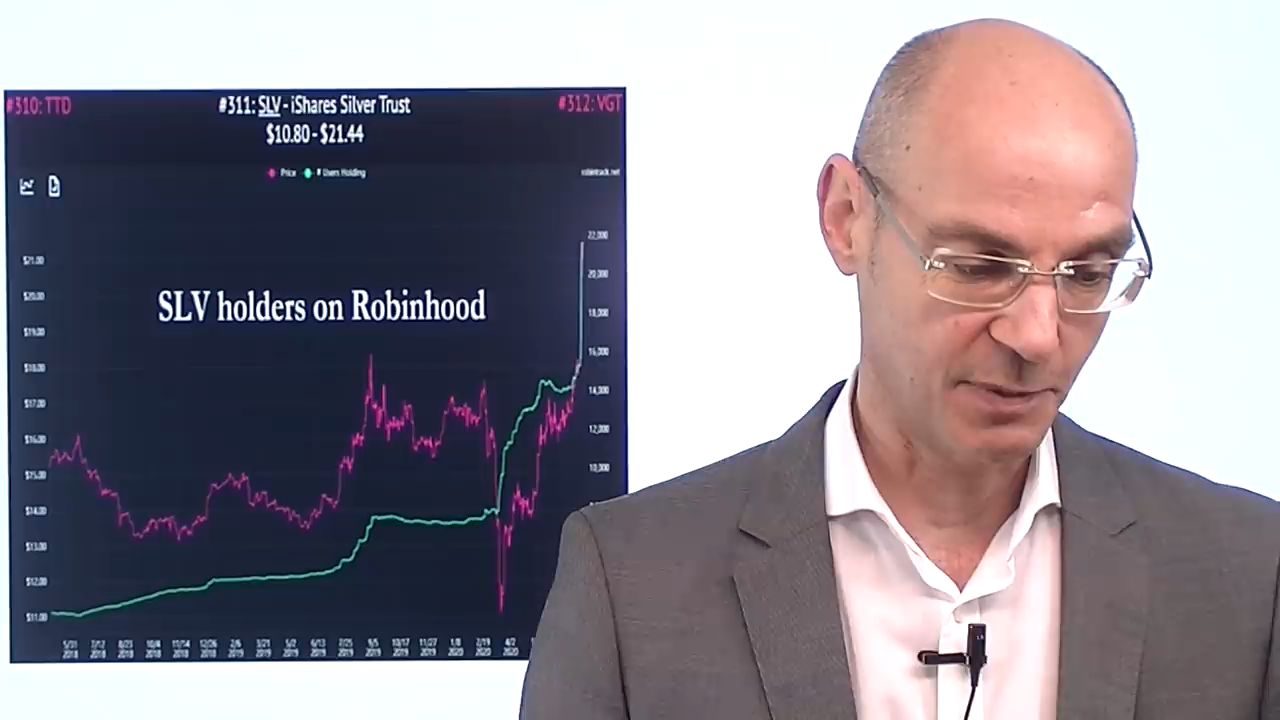 #310: TTD
#311: SLV - iShares Silver Trust
#312: VGT
$10.80 - $21.44
Price
# Users Holding
robintrack.net
22,000
$21.00
20,000
$20.00
SLV holders on Robinhood
18,000
$19.00
16,000
$18.00
14,000
$17.00
12,000
$16.00
10,000
$15.00
$14.00
$13.00
$12.00
$11.00
5/31 7/12 8/23 10/4 11/14 12/26 2/6 3/21 5/2 6/13 7/25 9/5 10/17 11/27 1/8 2/19 4/2
2018 2018 2018 2018 2018 2018 2019 2019 2019 2019 2019 2019 2019 2019 2020 2020 2020